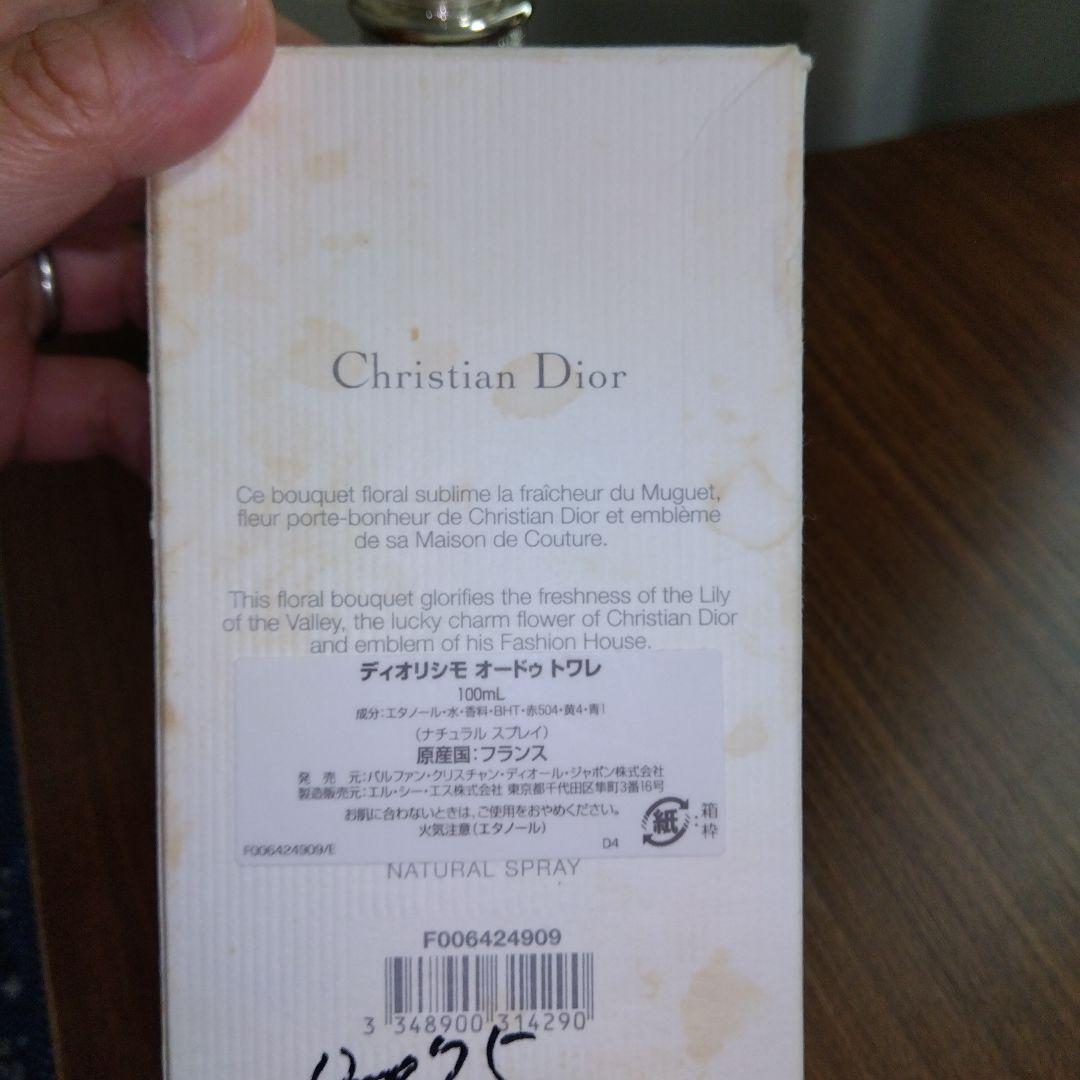 Christian Dior
Ce bouquet floral sublime la fraîcheur du Muguet,
fleur porte-bonheur de Christian Dior et emblème
de sa Maison de Couture.
This floral bouquet glorifies the freshness of the Lily
of the Valley, the lucky charm flower of Christian Dior
and emblem of his Fashion House.
ディオリシモ オードゥ トワレ
100mL
成分:エタノール・水・香料・BHT・赤504・黄4・青1
(ナチュラル スプレイ)
原産国:フランス
発 売 元:パルファン・クリスチャン・ディオール・ジャポン株式会社
製造販売元:エル・シー・エス株式会社 東京都千代田区隼町3番16号
お肌に合わないときは、ご使用をおやめください。
火気注意(エタノール)
紙:箱
枠
F006424909/E
D4
NATURAL SPRAY
F006424909
3 348900 314290